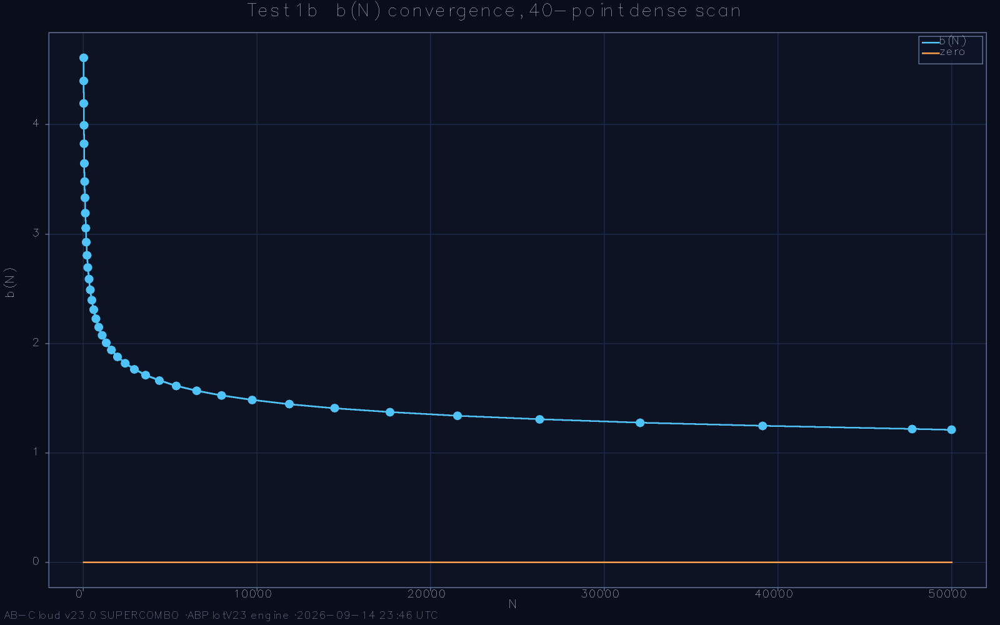 Test 1b b(N) convergence, 40-point dense scan
b(N)
zero
4
3
2
1
0
b(N)
0 10000 20000 30000 40000 50000
N
AB-Cloud v23.0 SUPERCOMBO ·ABPlotV23 engine ·2026-09-14 23:46 UTC